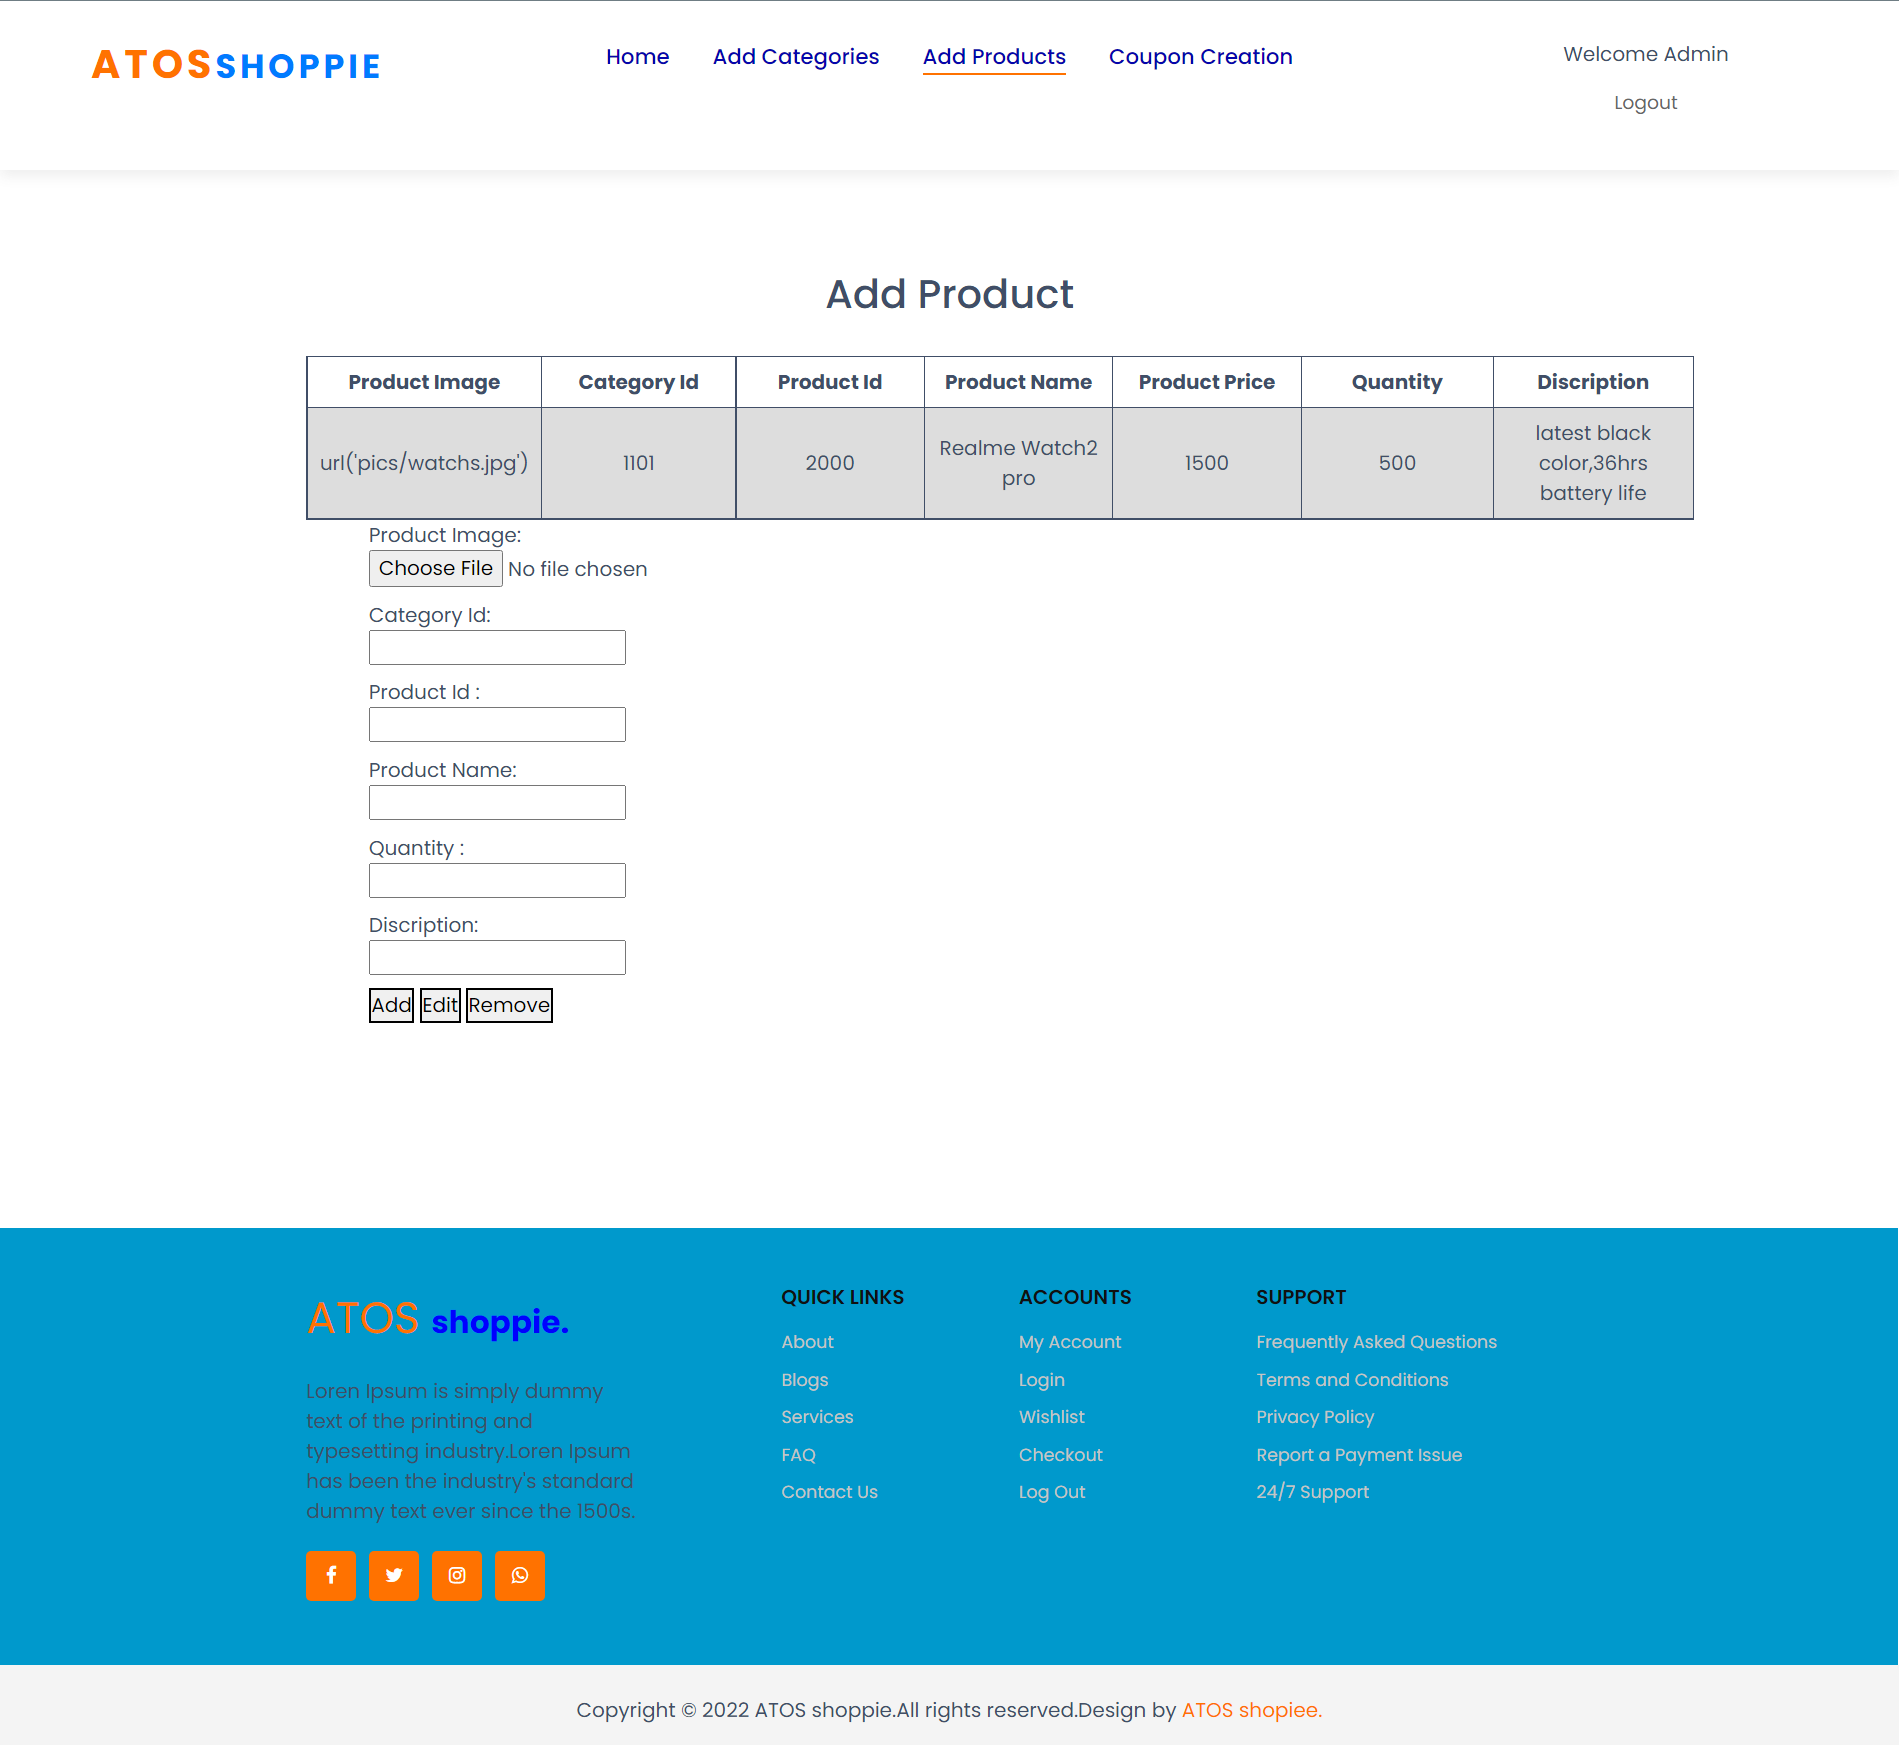 ATOSSHOPPIE
Home Add Categories Add Products Coupon Creation
Welcome Admin
Logout
Add Product
Product Image Category Id Product Id Product Name Product Price Quantity Discription
url('pics/watchs.jpg') 1101 2000 Realme Watch2 pro 1500 500 latest black color,36hrs battery life
Product Image:
Choose File No file chosen
Category Id:
Product Id :
Product Name:
Quantity :
Discription:
Add Edit Remove
ATOS shoppie.
Loren Ipsum is simply dummy
text of the printing and
typesetting industry.Loren Ipsum
has been the industry's standard
dummy text ever since the 1500s.
QUICK LINKS
About
Blogs
Services
FAQ
Contact Us
ACCOUNTS
My Account
Login
Wishlist
Checkout
Log Out
SUPPORT
Frequently Asked Questions
Terms and Conditions
Privacy Policy
Report a Payment Issue
24/7 Support
Copyright © 2022 ATOS shoppie.All rights reserved.Design by ATOS shopiee.